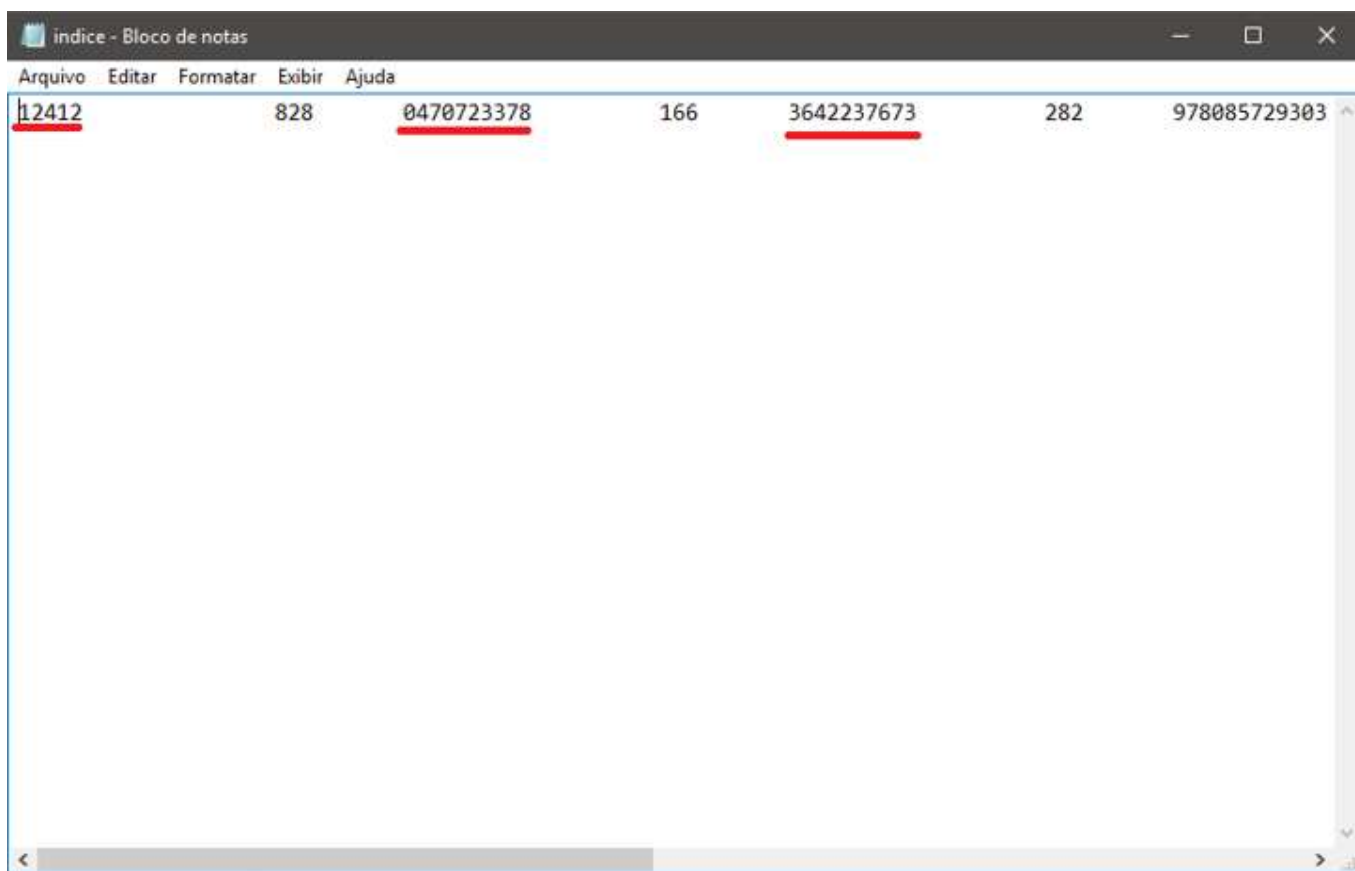 indice - Bloco de notas
Arquivo Editar Formatar Exibir Ajuda
12412 828 0470723378 166 3642237673 282 978085729303